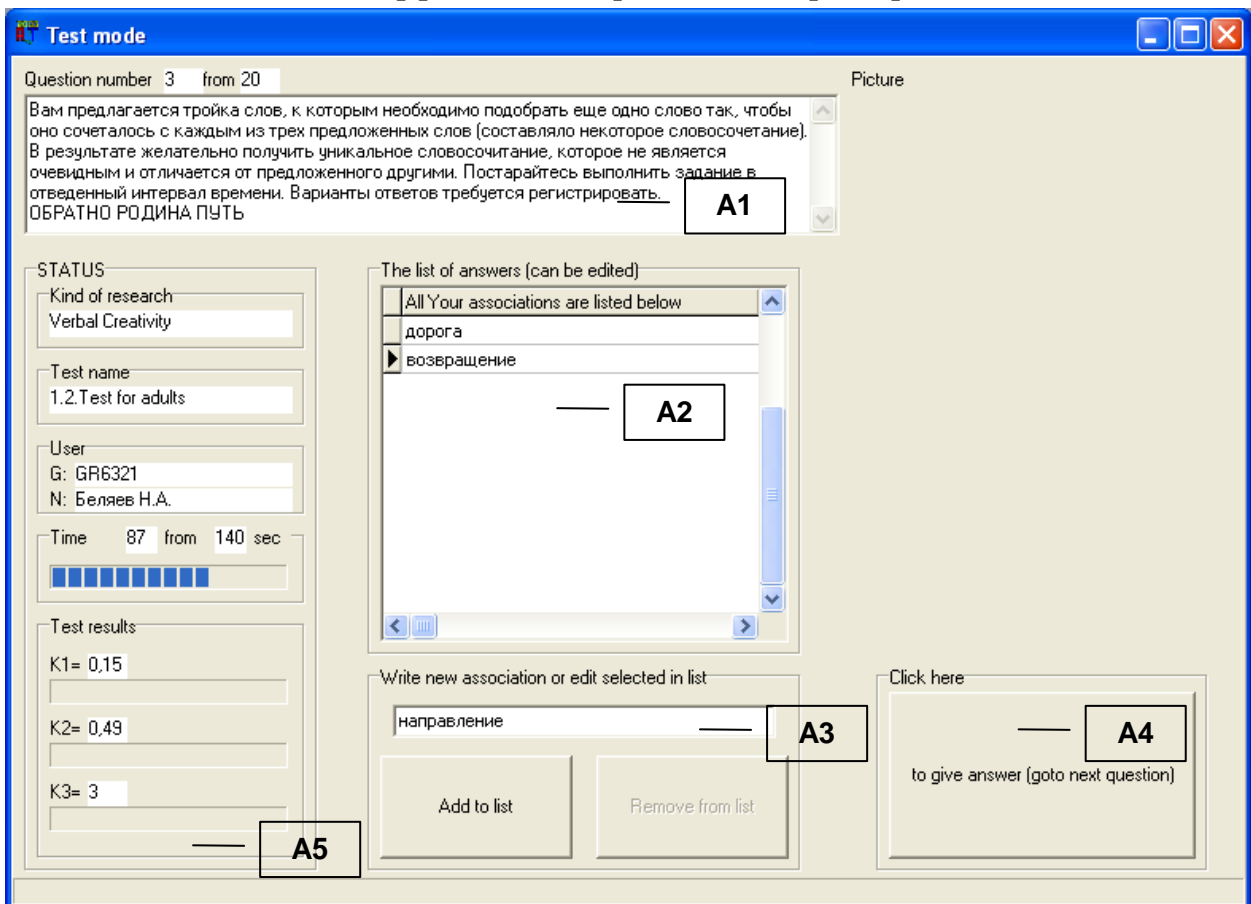 Test mode
Question number 3 from 20
Picture
Вам предлагается тройка слов, к которым необходимо подобрать еще одно слово так, чтобы
оно сочеталось с каждым из трех предложенных слов (составляло некоторое словосочетание).
В результате желательно получить уникальное словосочитание, которое не является
очевидным и отличается от предложенного другими. Постарайтесь выполнить задание в
отведенный интервал времени. Варианты ответов требуется регистрировать.
ОБРАТНО РОДИНА ПУТЬ
A1
STATUS
Kind of research
Verbal Creativity
Test name
1.2.Test for adults
User
G: GR6321
N: Беляев Н.А.
Time 87 from 140 sec
Test results
K1= 0,15
K2= 0,49
K3= 3
A5
The list of answers (can be edited)
All Your associations are listed below
дорога
возвращение
A2
Write new association or edit selected in list
направление
A3
Add to list
Remove from list
Click here
A4
to give answer (goto next question)